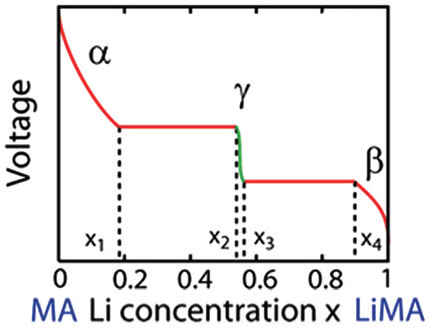 α
γ
β
Voltage
x₁
x₂
x₃
x₄
0 0.2 0.4 0.6 0.8 1
MA Li concentration x LiMA